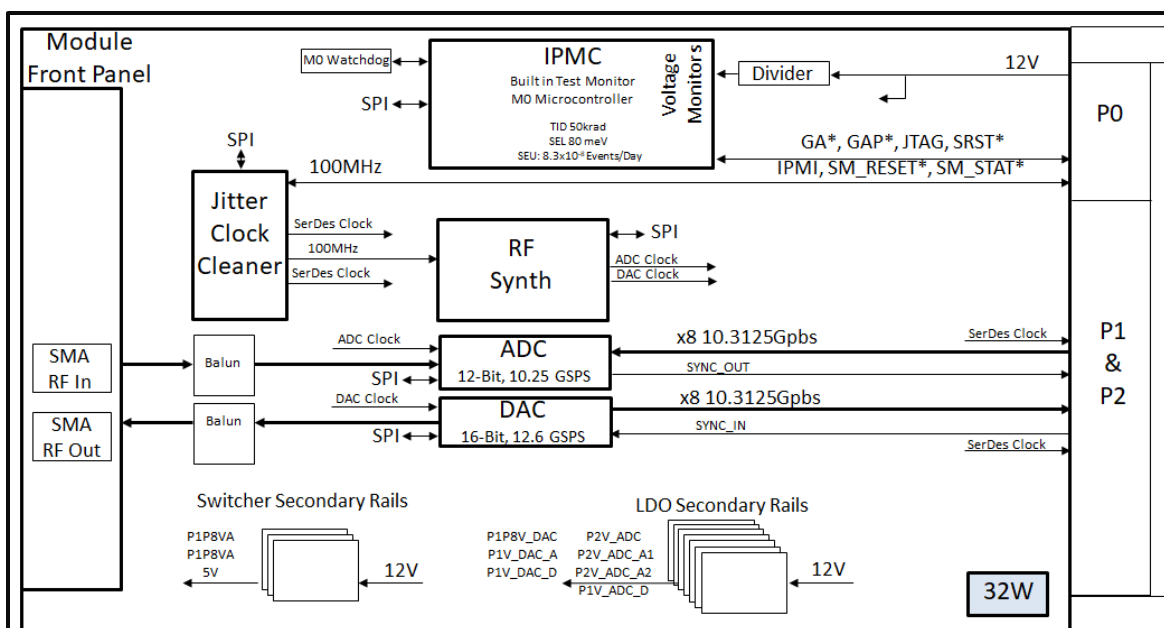 Module
Front Panel
M0 Watchdog
SPI
IPMC
Built in Test Monitor
M0 Microcontroller
TID 50krad
SEL 80 meV
SEU: 8.3x10⁻⁸ Events/Day
Voltage
Monitors
Divider
12V
P0
GA*, GAP*, JTAG, SRST*
IPMI, SM_RESET*, SM_STAT*
SPI
100MHz
Jitter
Clock
Cleaner
SerDes Clock
100MHz
SerDes Clock
RF
Synth
SPI
ADC Clock
DAC Clock
P1
&
P2
SMA
RF In
Balun
ADC Clock
SPI
ADC
12-Bit, 10.25 GSPS
x8 10.3125Gpbs
SerDes Clock
SYNC_OUT
SMA
RF Out
Balun
DAC Clock
SPI
DAC
16-Bit, 12.6 GSPS
x8 10.3125Gpbs
SYNC_IN
SerDes Clock
Switcher Secondary Rails
P1P8VA
P1P8VA
5V
12V
LDO Secondary Rails
P1P8V_DAC P2V_ADC
P1V_DAC_A P2V_ADC_A1
P1V_DAC_D P2V_ADC_A2
P1V_ADC_D
12V
32W